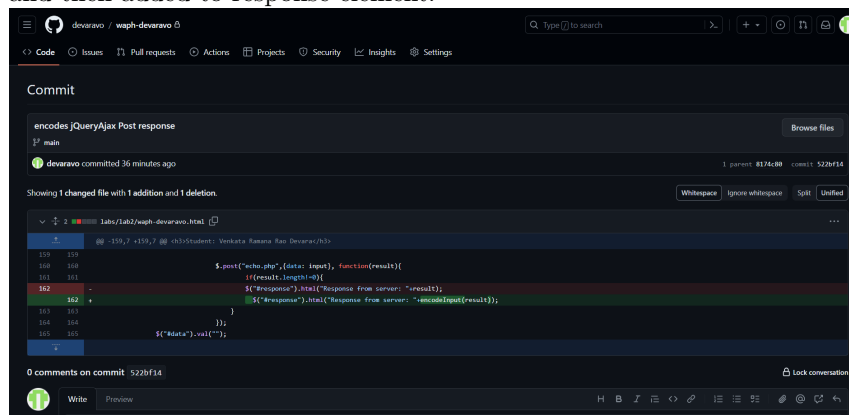 and then added to response element.
devaravo / waph-devaravo
Type / to search
<> Code Issues Pull requests Actions Projects Security Insights Settings
Commit
encodes jQueryAjax Post response
main
Browse files
devaravo committed 36 minutes ago
1 parent 8174c80 commit 522bf14
Showing 1 changed file with 1 addition and 1 deletion.
Whitespace Ignore whitespace Split Unified
2 labs/lab2/waph-devaravo.html
@@ -159,7 +159,7 @@ <h3>Student: Venkata Ramana Rao Devara</h3>
159 159
160 160 $.post("echo.php",{data: input}, function(result){
161 161 if(result.length!=0){
162 - $("#response").html("Response from server: "+result);
162 + $("#response").html("Response from server: "+encodeInput(result));
163 163 }
164 164 });
165 165 $("#data").val("");
0 comments on commit 522bf14
Lock conversation
Write Preview